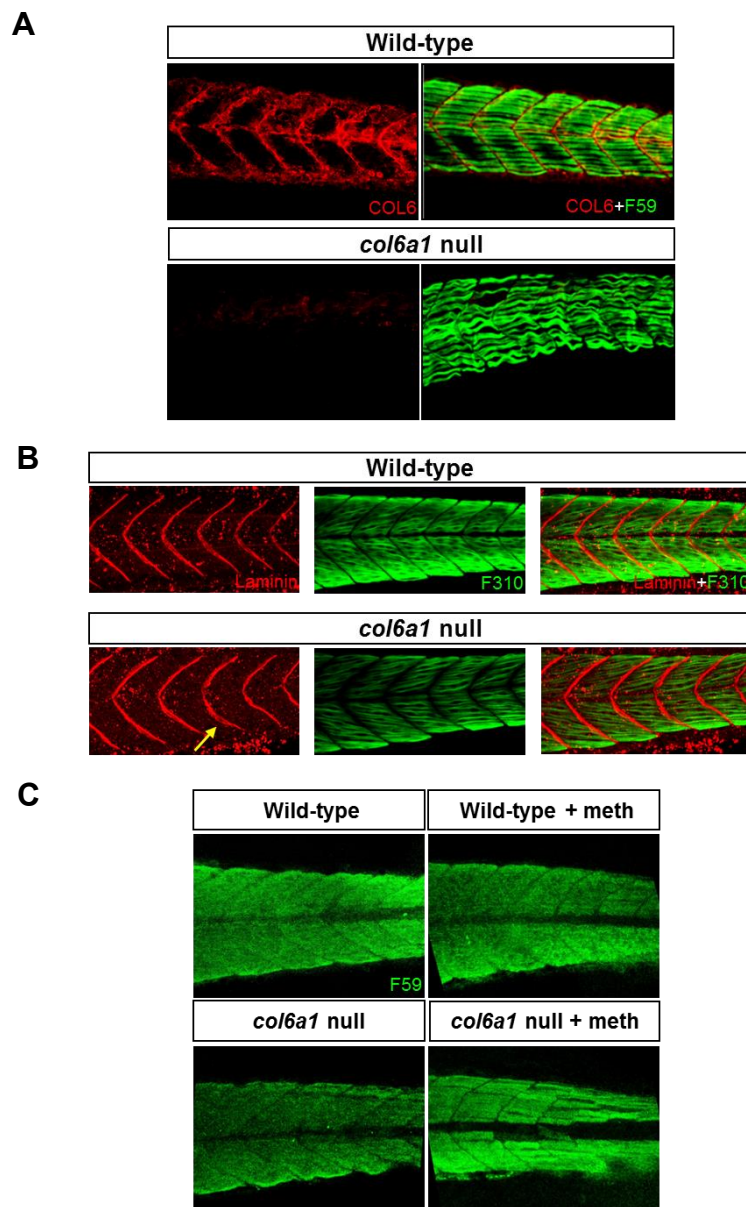 A
Wild-type
COL6
COL6+F59
col6a1 null
B
Wild-type
Laminin
F310
Laminin+F310
col6a1 null
C
Wild-type
Wild-type + meth
F59
col6a1 null
col6a1 null + meth